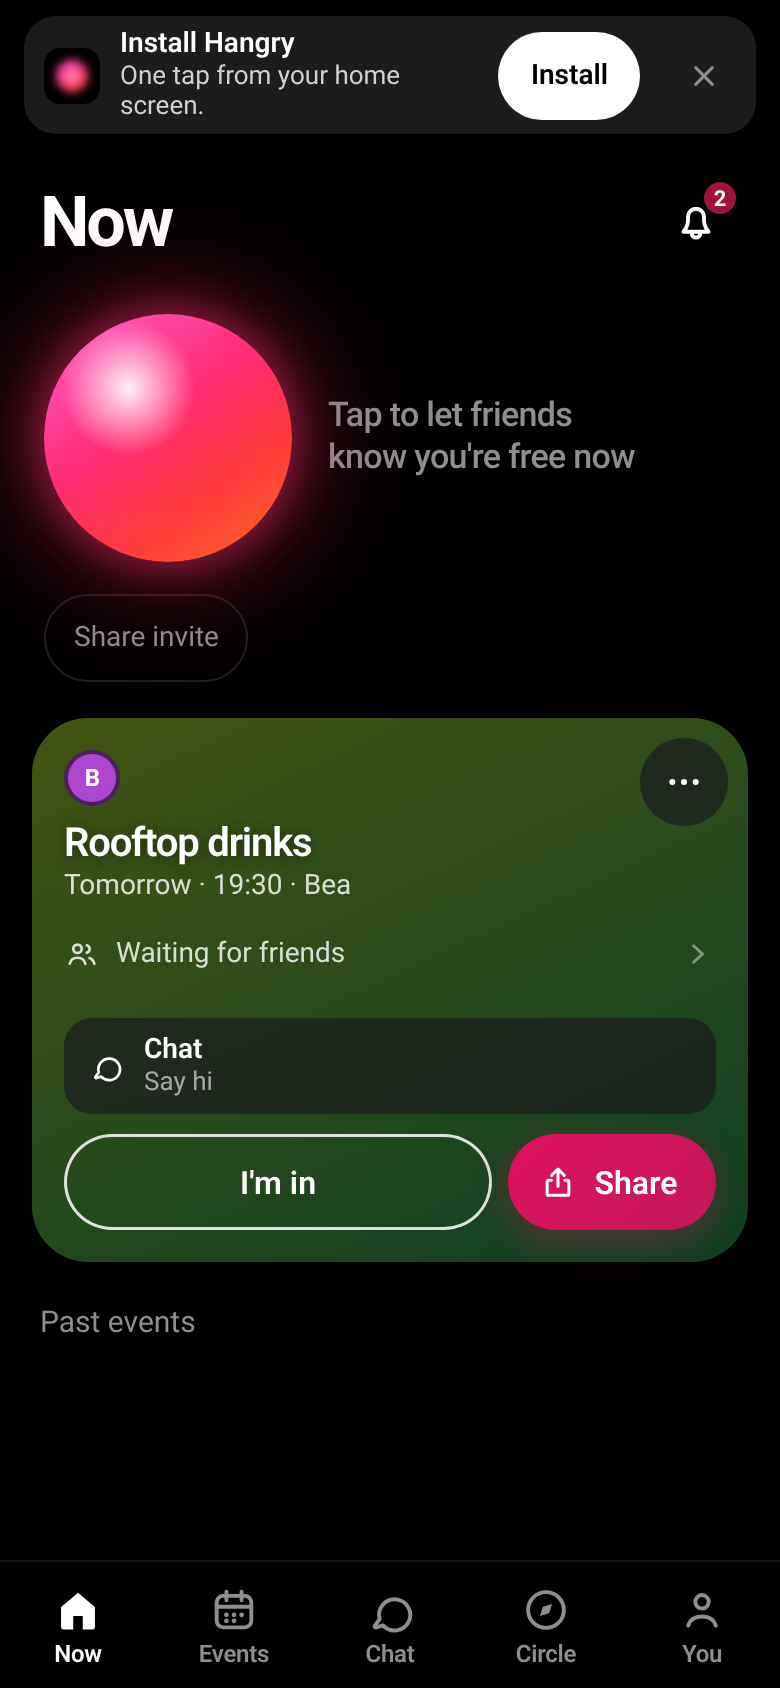 Install Hangry
One tap from your home
screen.
Install
Now
2
Tap to let friends
know you're free now
Share invite
B
Rooftop drinks
Tomorrow · 19:30 · Bea
Waiting for friends
Chat
Say hi
I'm in
Share
Past events
Now
Events
Chat
Circle
You